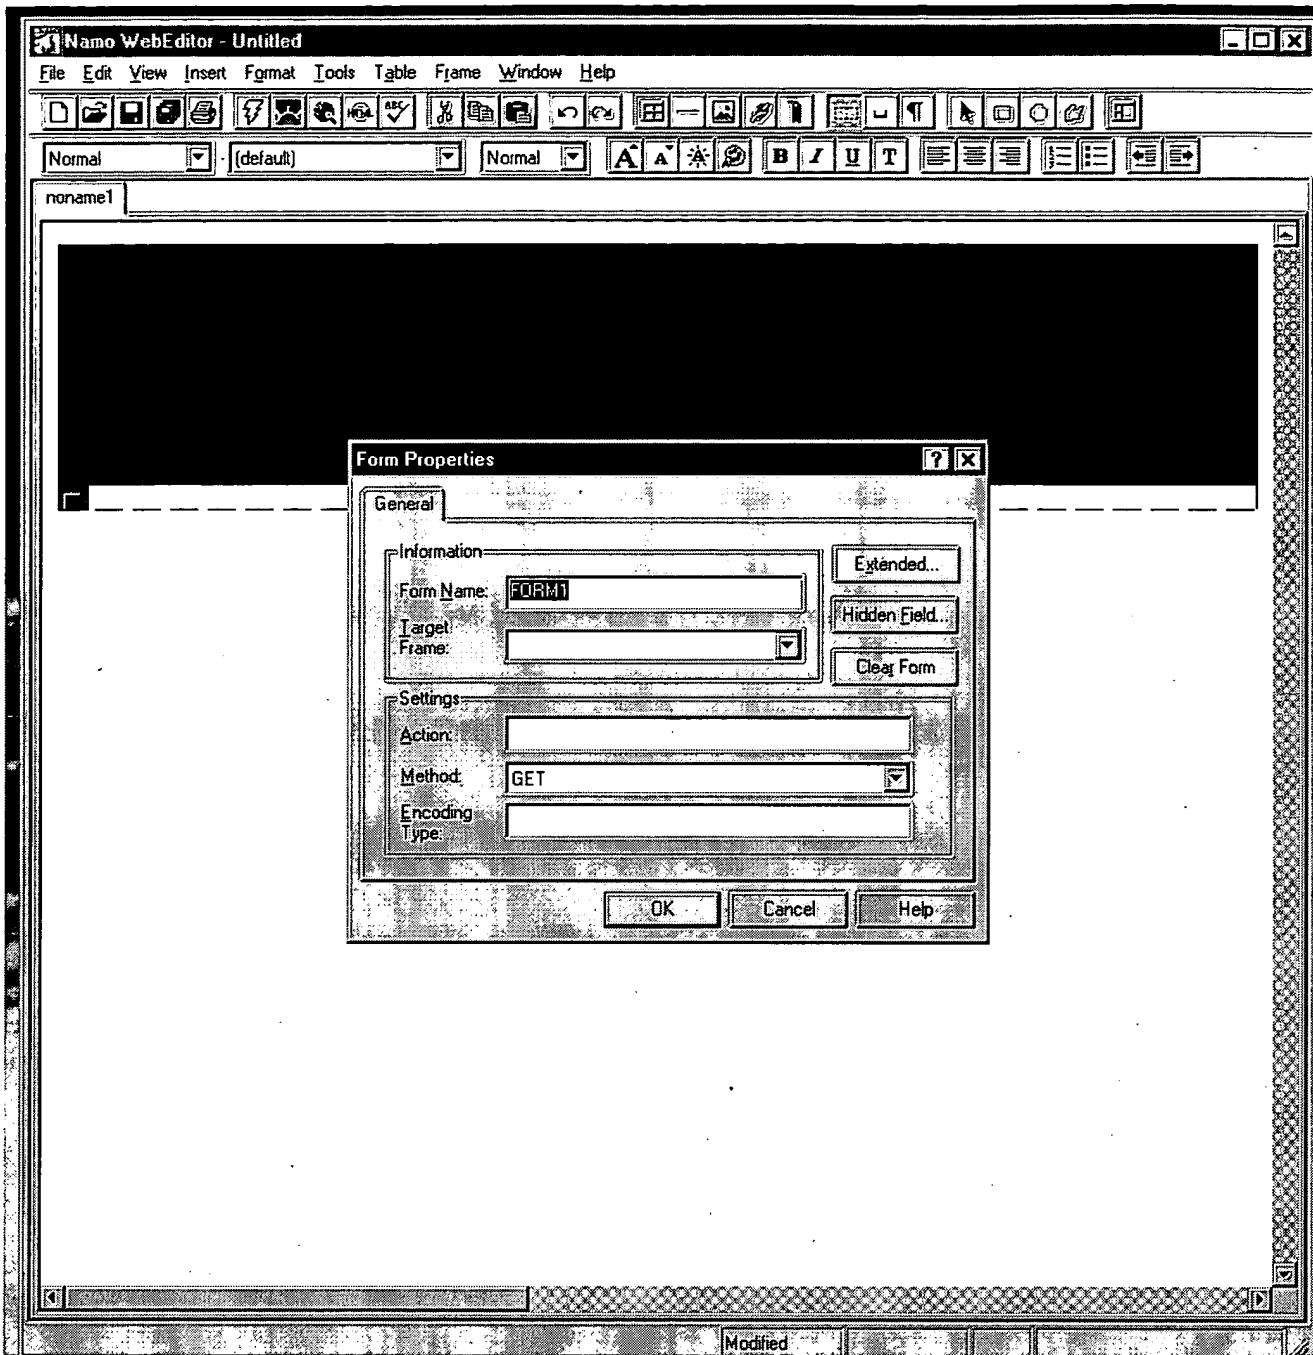 Namo WebEditor - Untitled
File Edit View Insert Format Tools Table Frame Window Help
ABC
Normal (default) Normal A A A B I U T
noname1
Form Properties
General
Information
Form Name: FORM1
Target
Frame:
Extended...
Hidden Field...
Clear Form
Settings
Action:
Method: GET
Encoding
Type:
OK Cancel Help
Modified